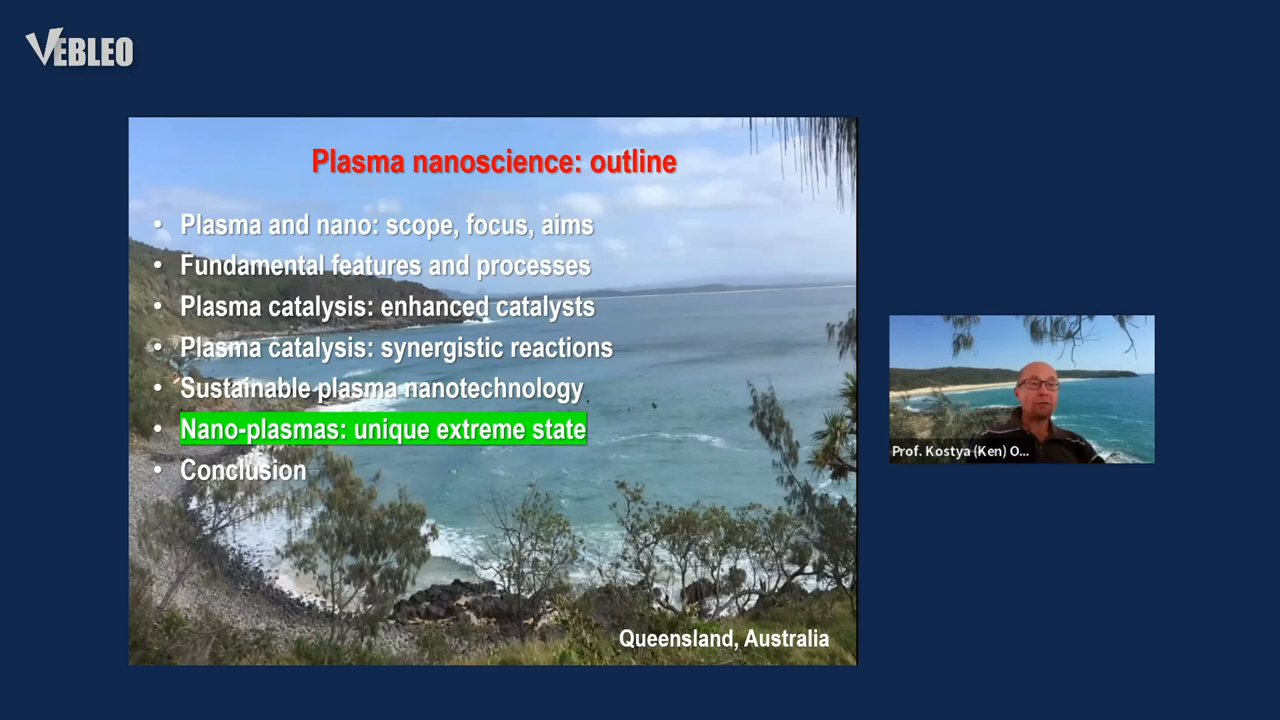 VEBLEO
Plasma nanoscience: outline
• Plasma and nano: scope, focus, aims
• Fundamental features and processes
• Plasma catalysis: enhanced catalysts
• Plasma catalysis: synergistic reactions
• Sustainable plasma nanotechnology
• Nano-plasmas: unique extreme state
• Conclusion
Queensland, Australia
Prof. Kostya (Ken) O...